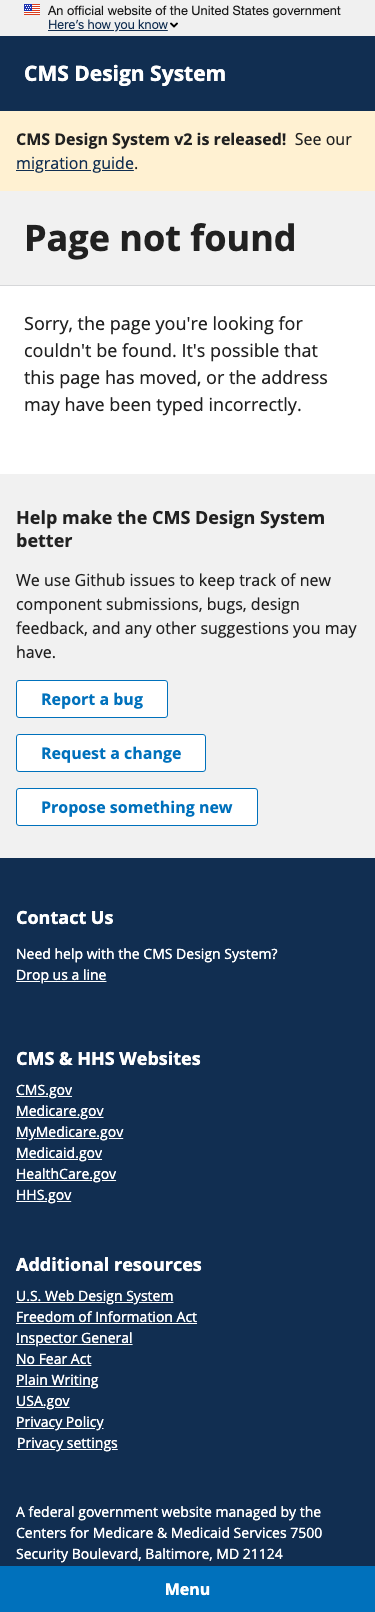 An official website of the United States government
Here's how you know
CMS Design System
CMS Design System v2 is released! See our
migration guide.
Page not found
Sorry, the page you're looking for
couldn't be found. It's possible that
this page has moved, or the address
may have been typed incorrectly.
Help make the CMS Design System
better
We use Github issues to keep track of new
component submissions, bugs, design
feedback, and any other suggestions you may
have.
Report a bug
Request a change
Propose something new
Contact Us
Need help with the CMS Design System?
Drop us a line
CMS & HHS Websites
CMS.gov
Medicare.gov
MyMedicare.gov
Medicaid.gov
HealthCare.gov
HHS.gov
Additional resources
U.S. Web Design System
Freedom of Information Act
Inspector General
No Fear Act
Plain Writing
USA.gov
Privacy Policy
Privacy settings
A federal government website managed by the
Centers for Medicare & Medicaid Services 7500
Security Boulevard, Baltimore, MD 21124
Menu